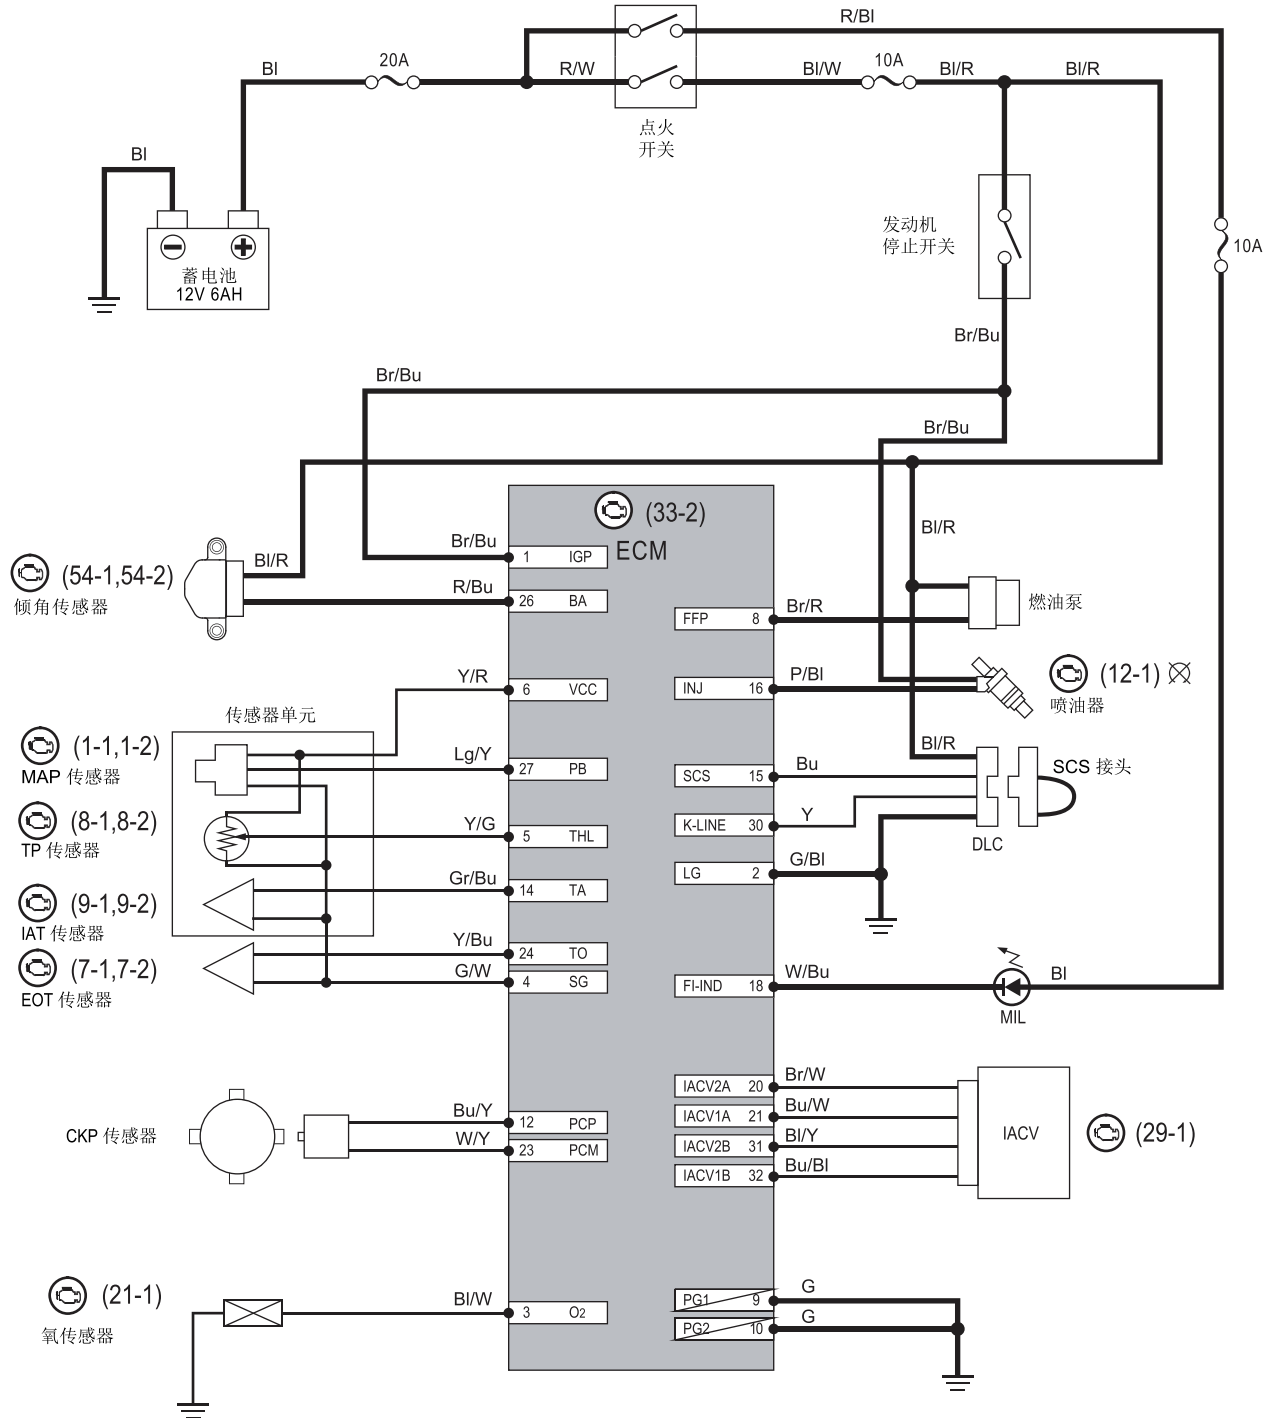 R/Bl
Bl
20A
R/W
Bl/W
10A
Bl/R
Bl/R
点火
开关
Bl
发动机
停止开关
10A
蓄电池
12V 6AH
Br/Bu
Br/Bu
Br/Bu
(33-2)
ECM
Bl/R
Br/Bu
1 IGP
Bl/R
(54-1,54-2)
倾角传感器
R/Bu
26 BA
FFP 8
Br/R
燃油泵
Y/R
6 VCC
INJ 16
P/Bl
(12-1)
喷油器
传感器单元
(1-1,1-2)
MAP 传感器
Lg/Y
27 PB
SCS 15
Bu
Bl/R
SCS 接头
(8-1,8-2)
TP 传感器
Y/G
5 THL
K-LINE 30
Y
DLC
Gr/Bu
14 TA
LG 2
G/Bl
(9-1,9-2)
IAT 传感器
Y/Bu
24 TO
(7-1,7-2)
EOT 传感器
G/W
4 SG
FI-IND 18
W/Bu
Bl
MIL
IACV2A 20
Br/W
CKP 传感器
Bu/Y
12 PCP
IACV1A 21
Bu/W
IACV
(29-1)
W/Y
23 PCM
IACV2B 31
Bl/Y
IACV1B 32
Bu/Bl
(21-1)
氧传感器
Bl/W
3 O2
PG1 9
G
PG2 10
G